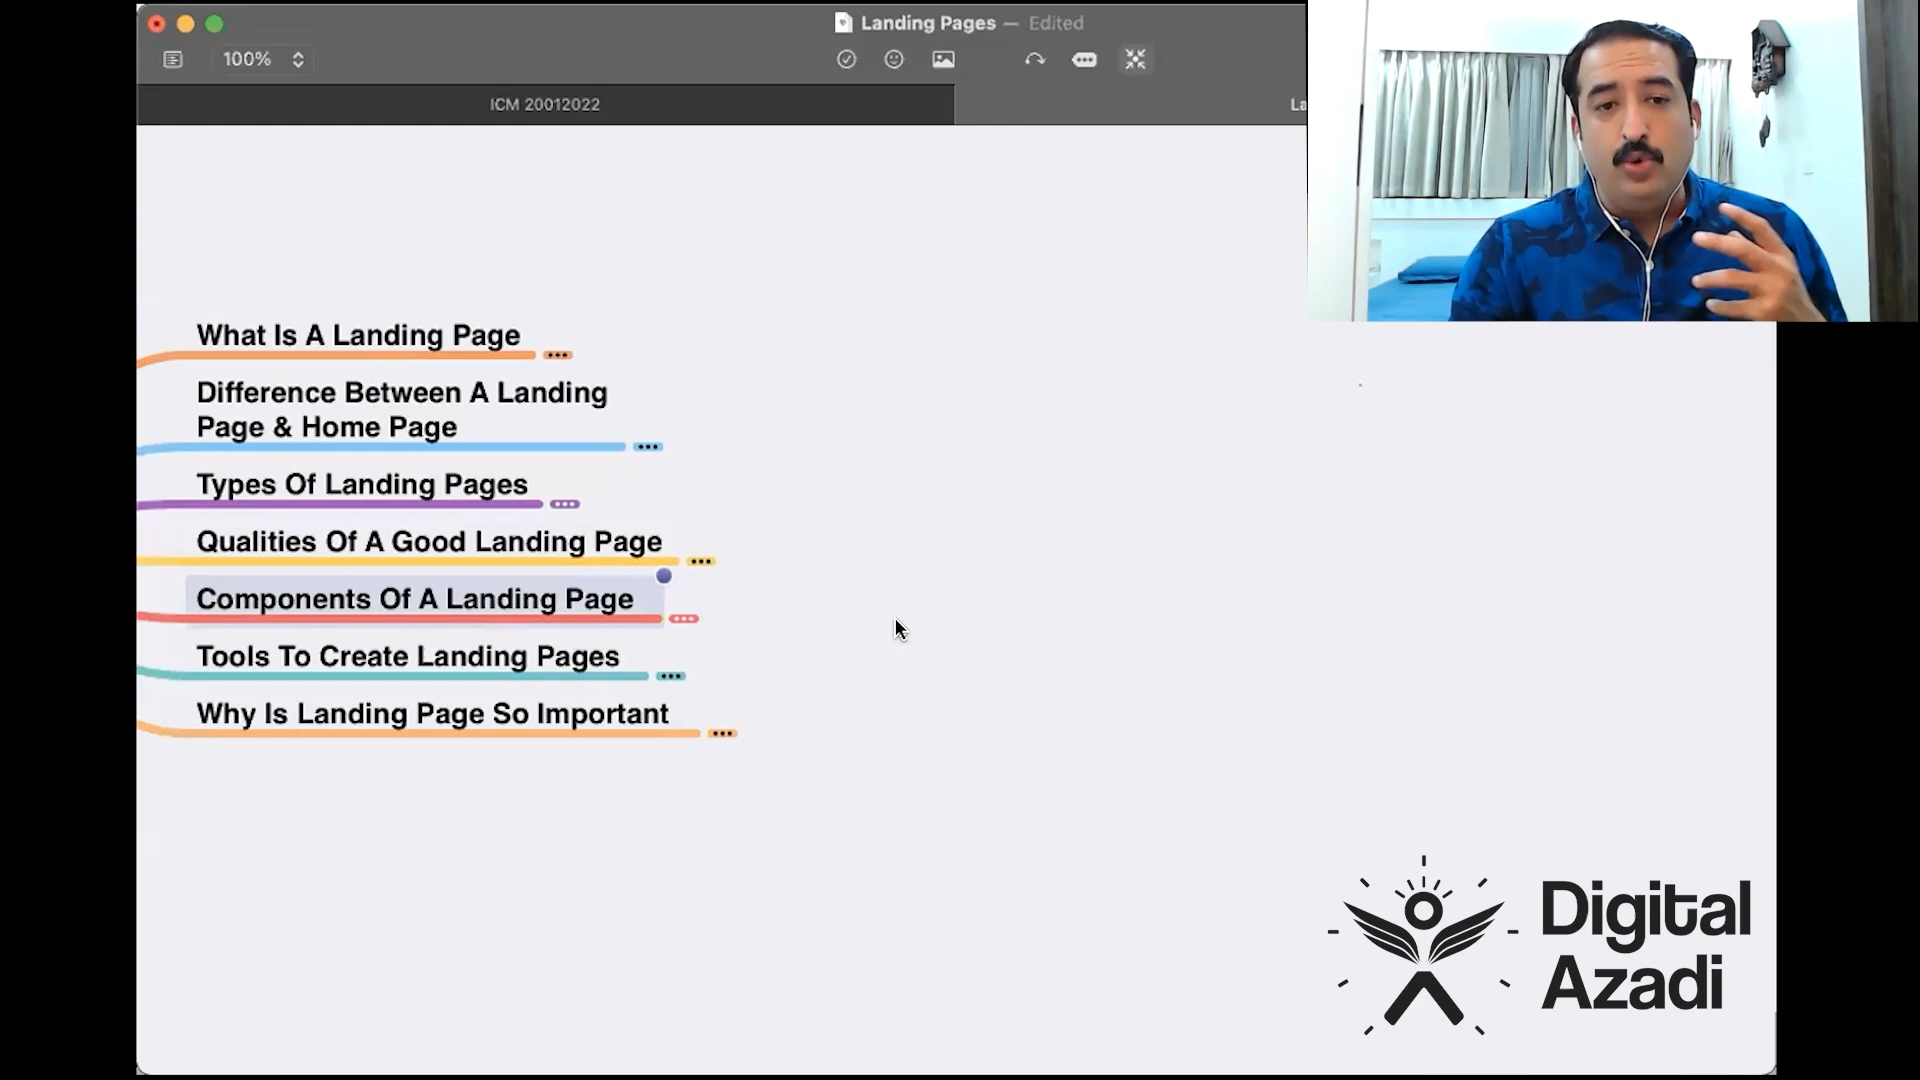 Landing Pages — Edited
100%
ICM 20012022
La
What Is A Landing Page
Difference Between A Landing
Page & Home Page
Types Of Landing Pages
Qualities Of A Good Landing Page
Components Of A Landing Page
Tools To Create Landing Pages
Why Is Landing Page So Important
Digital
Azadi